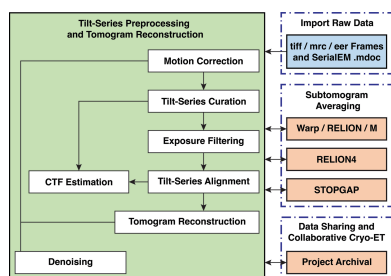 Tilt-Series Preprocessing
and Tomogram Reconstruction
Motion Correction
Tilt-Series Curation
Exposure Filtering
CTF Estimation
Tilt-Series Alignment
Tomogram Reconstruction
Denoising
Import Raw Data
tiff / mrc / eer Frames
and SerialEM .mdoc
Subtomogram
Averaging
Warp / RELION / M
RELION4
STOPGAP
Data Sharing and
Collaborative Cryo-ET
Project Archival